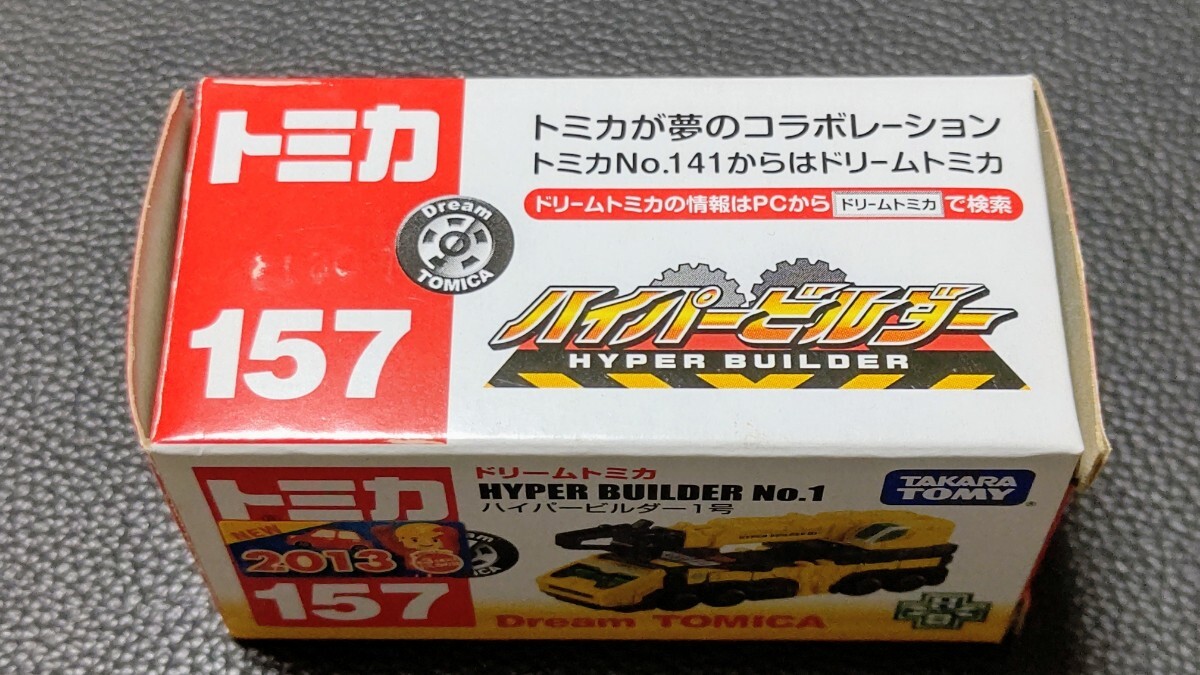 トミカ
Dream
TOMICA
157
トミカが夢のコラボレーション
トミカNo.141からはドリームトミカ
ドリームトミカの情報はPCから ドリームトミカ で検索
ハイパービルダー
HYPER BUILDER
トミカ
NEW
2013
157
ドリームトミカ
HYPER BUILDER No.1
ハイパービルダー1号
TAKARA
TOMY
Dream TOMICA